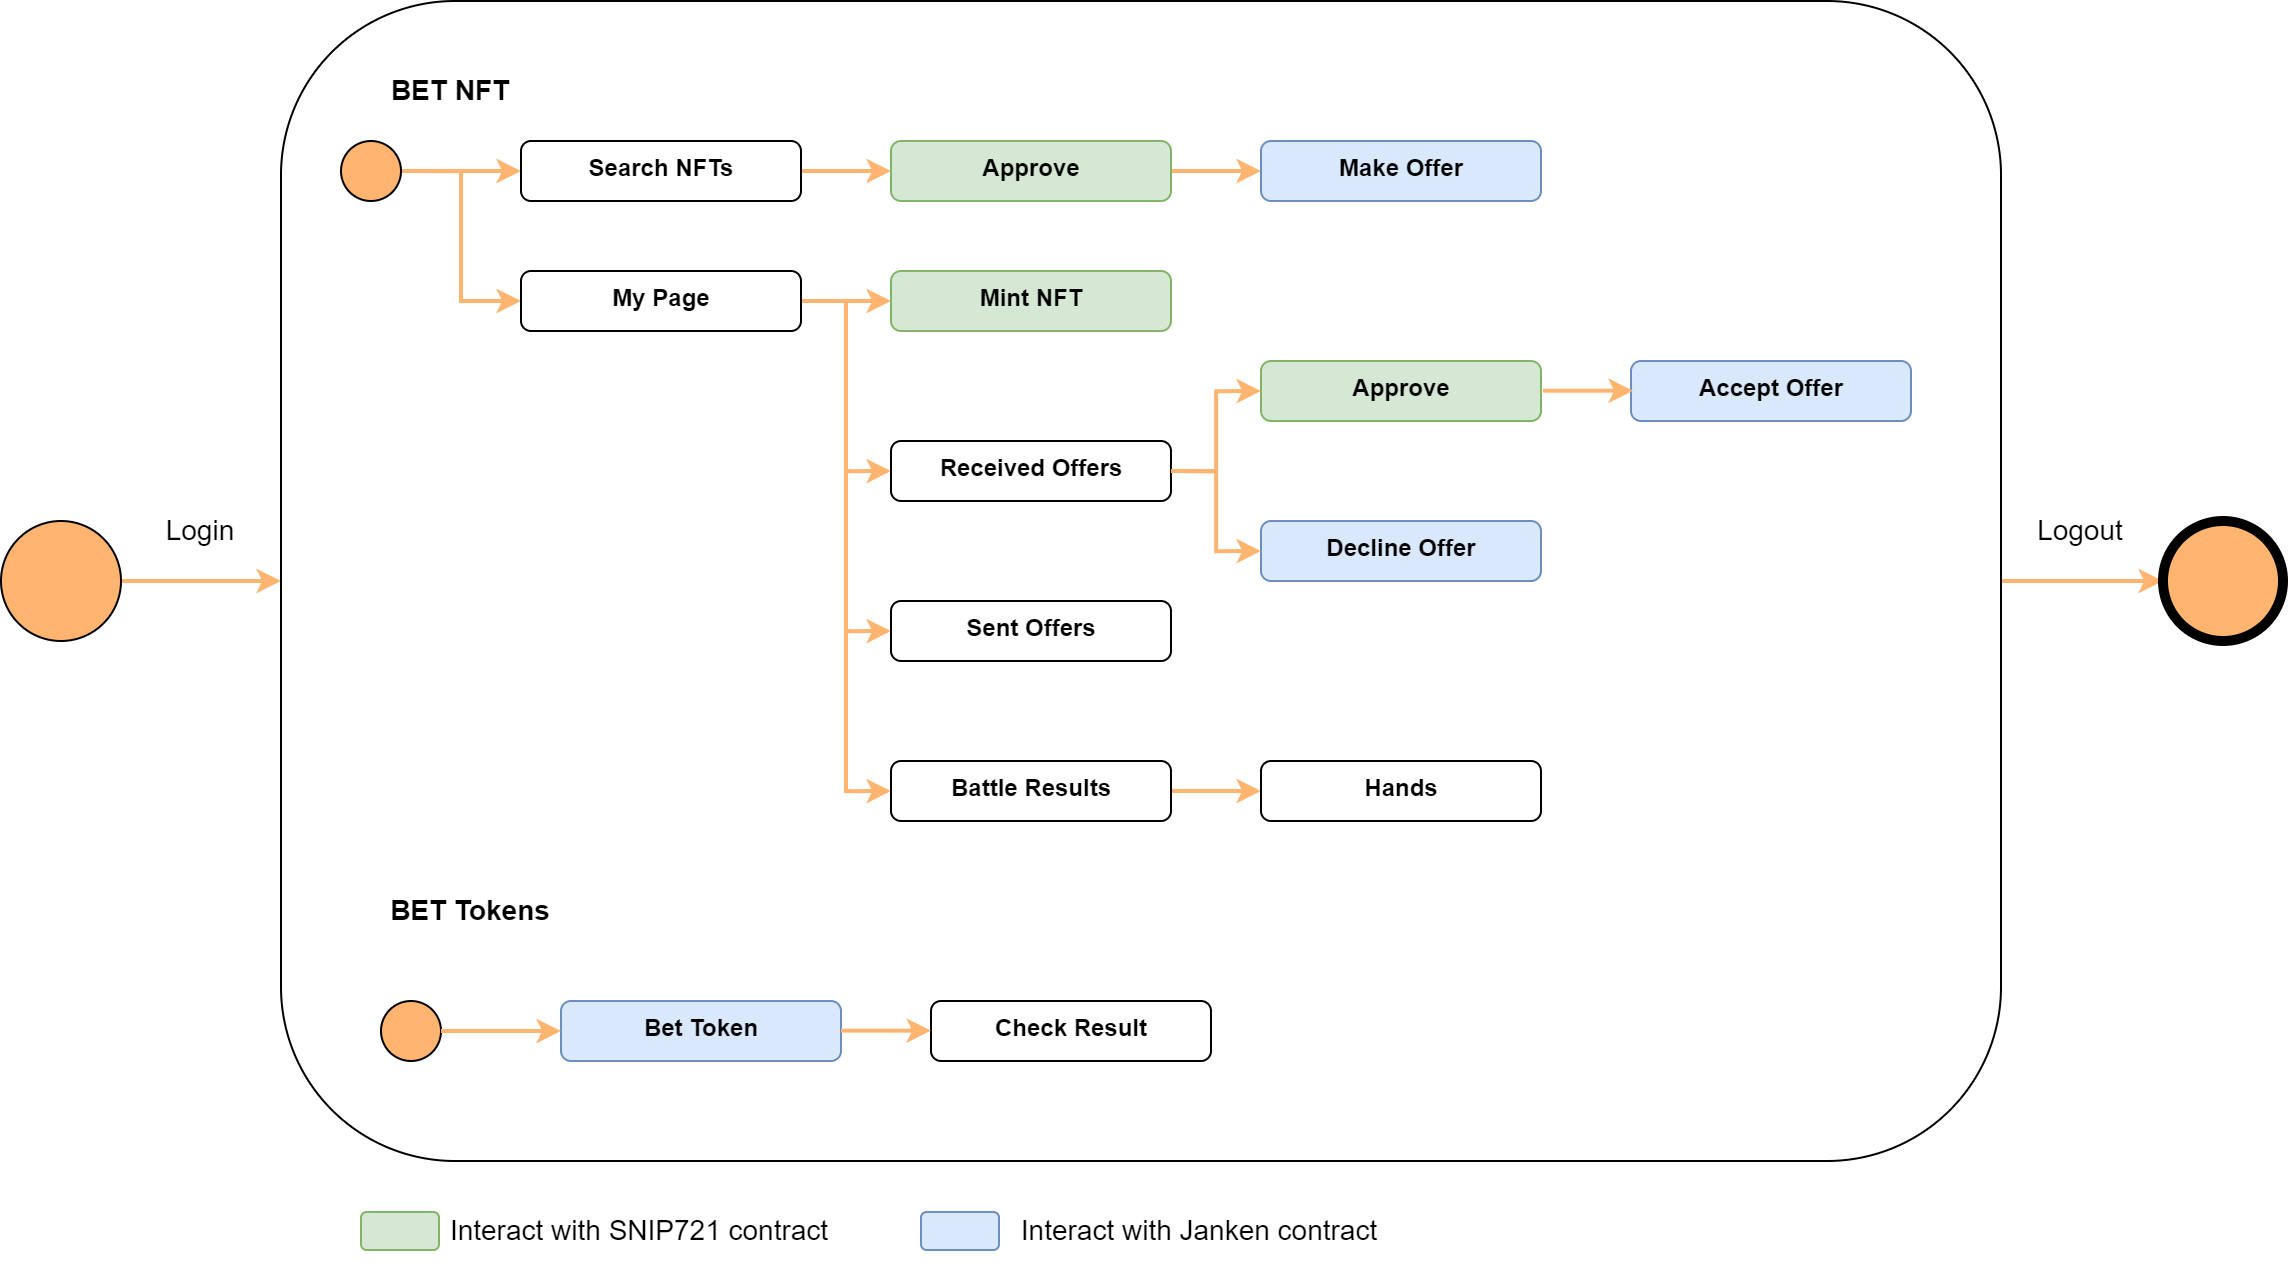 BET NFT
Search NFTs
Approve
Make Offer
My Page
Mint NFT
Approve
Accept Offer
Received Offers
Decline Offer
Login
Logout
Sent Offers
Battle Results
Hands
BET Tokens
Bet Token
Check Result
Interact with SNIP721 contract
Interact with Janken contract